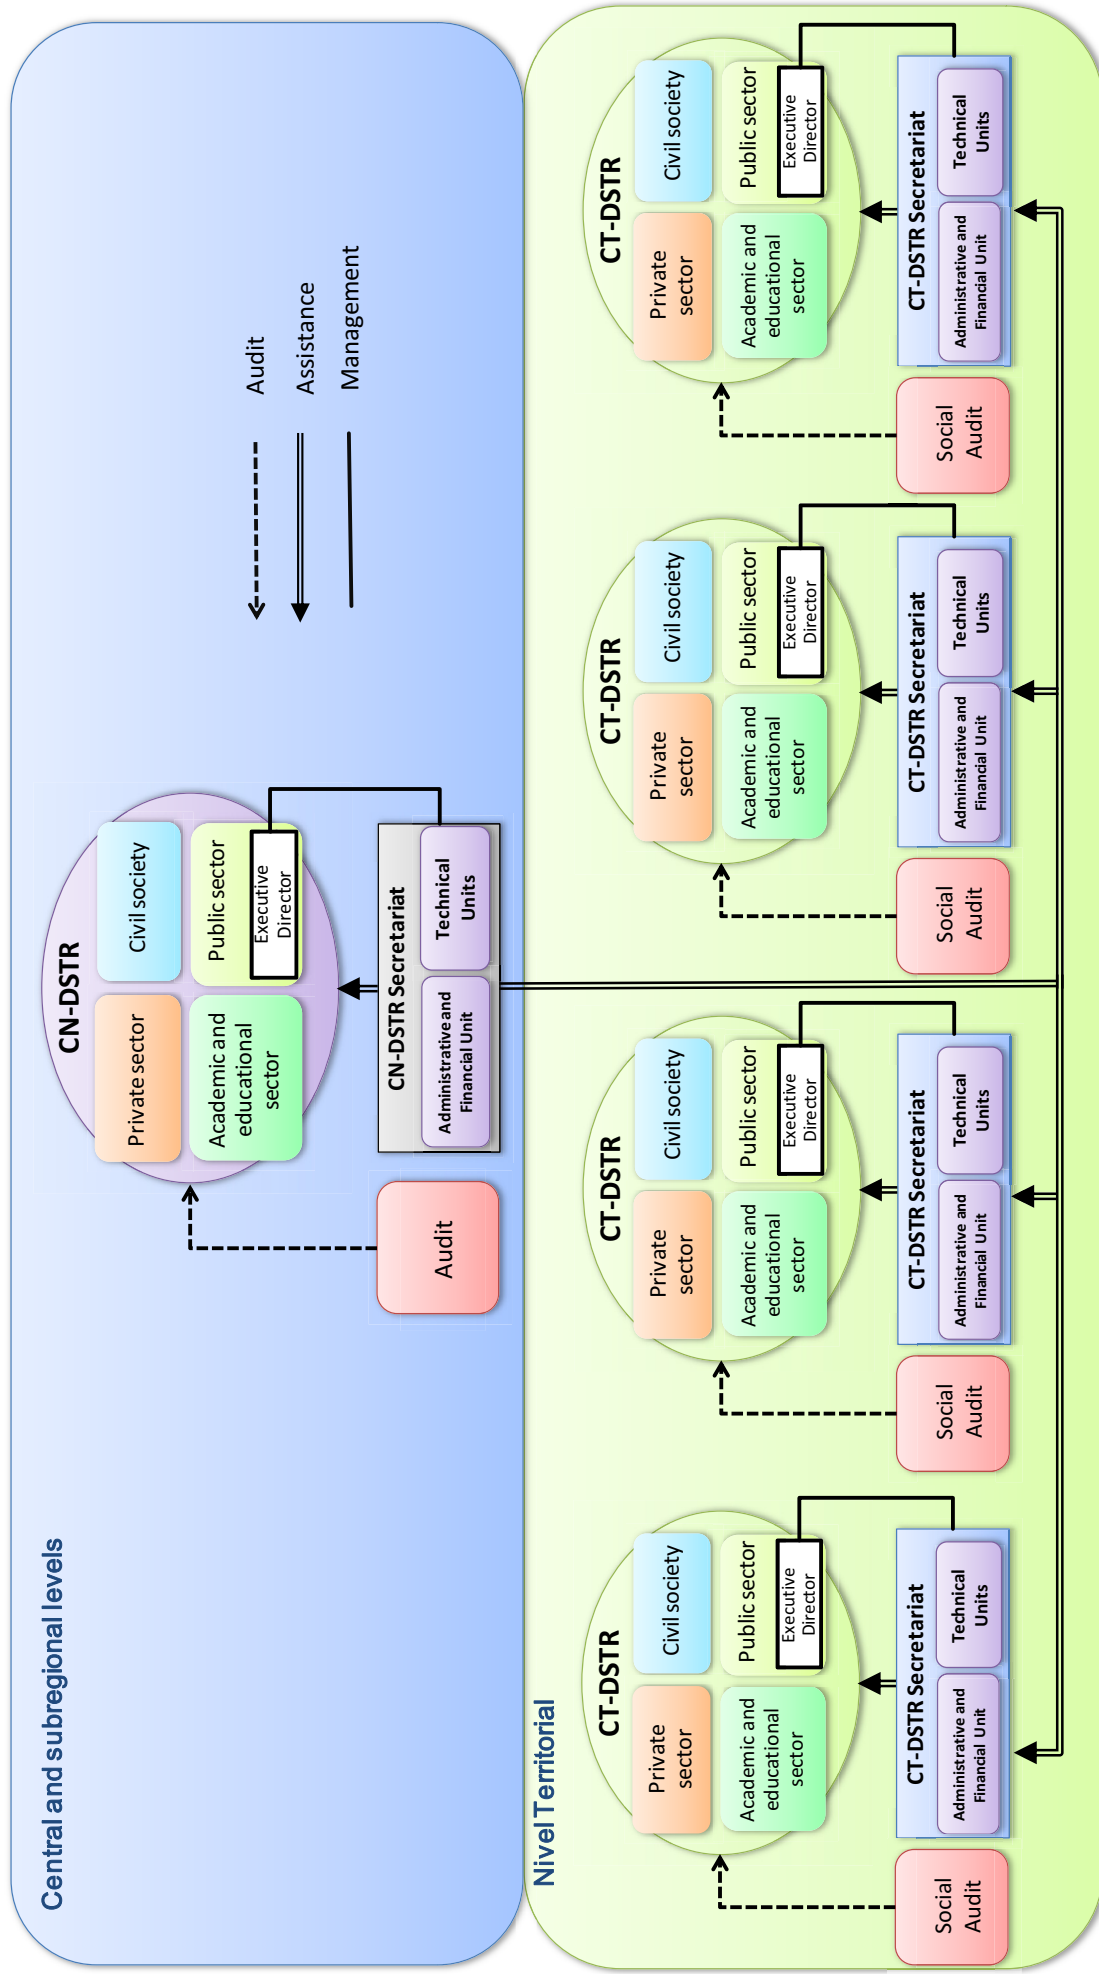 Central and subregional levels
CN-DSTR
Private sector
Civil society
Academic and
educational
sector
Public sector
Executive
Director
Audit
CN-DSTR Secretariat
Administrative and
Financial Unit
Technical
Units
Audit
Assistance
Management
Nivel Territorial
CT-DSTR
Private
sector
Civil society
Academic and
educational
sector
Public sector
Executive
Director
Social
Audit
CT-DSTR Secretariat
Administrative and
Financial Unit
Technical
Units
CT-DSTR
Private
sector
Civil society
Academic and
educational
sector
Public sector
Executive
Director
Social
Audit
CT-DSTR Secretariat
Administrative and
Financial Unit
Technical
Units
CT-DSTR
Private
sector
Civil society
Academic and
educational
sector
Public sector
Executive
Director
Social
Audit
CT-DSTR Secretariat
Administrative and
Financial Unit
Technical
Units
CT-DSTR
Private
sector
Civil society
Academic and
educational
sector
Public sector
Executive
Director
Social
Audit
CT-DSTR Secretariat
Administrative and
Financial Unit
Technical
Units